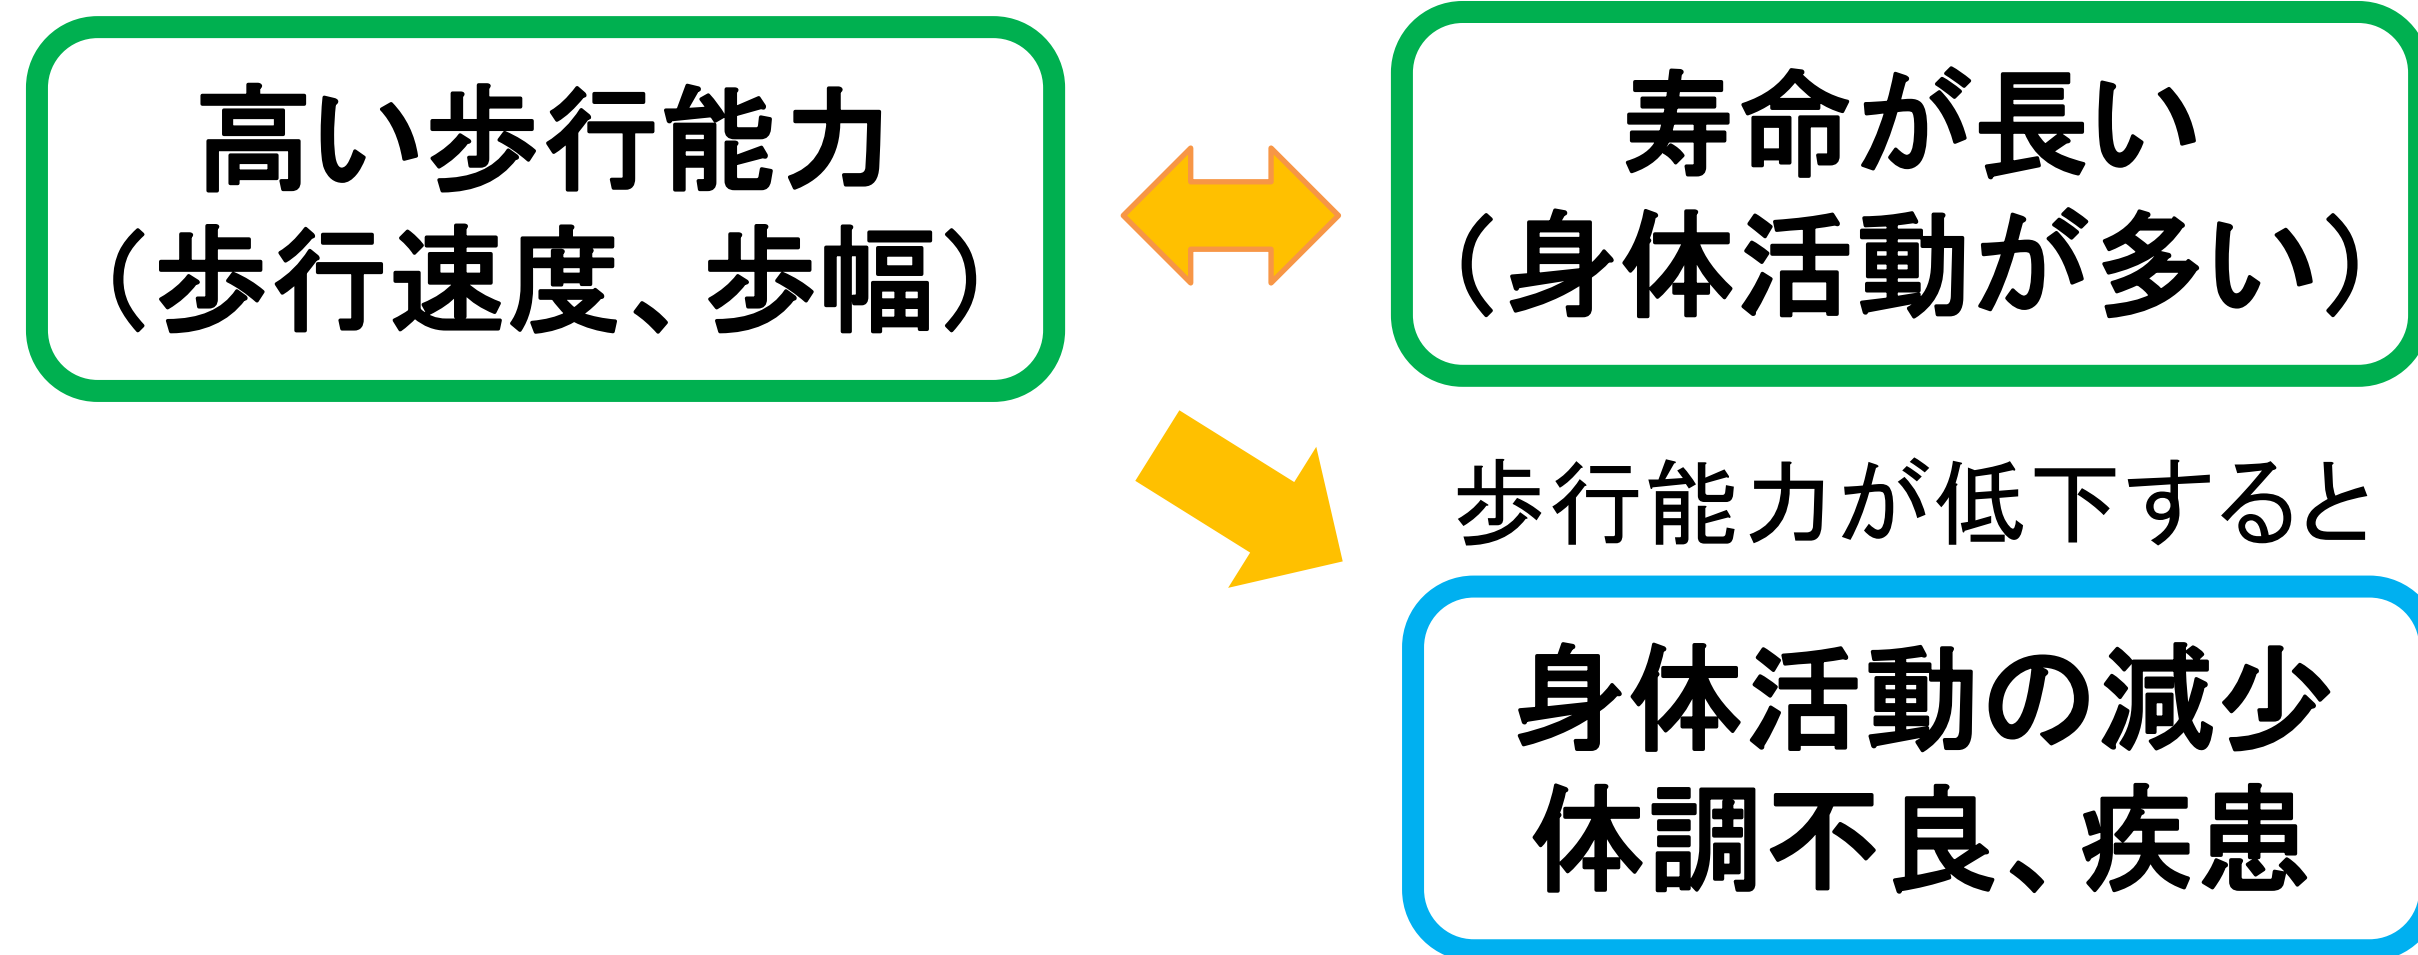 高い歩行能力
（歩行速度、歩幅）
寿命が長い
（身体活動が多い）
歩行能力が低下すると
身体活動の減少
体調不良、疾患